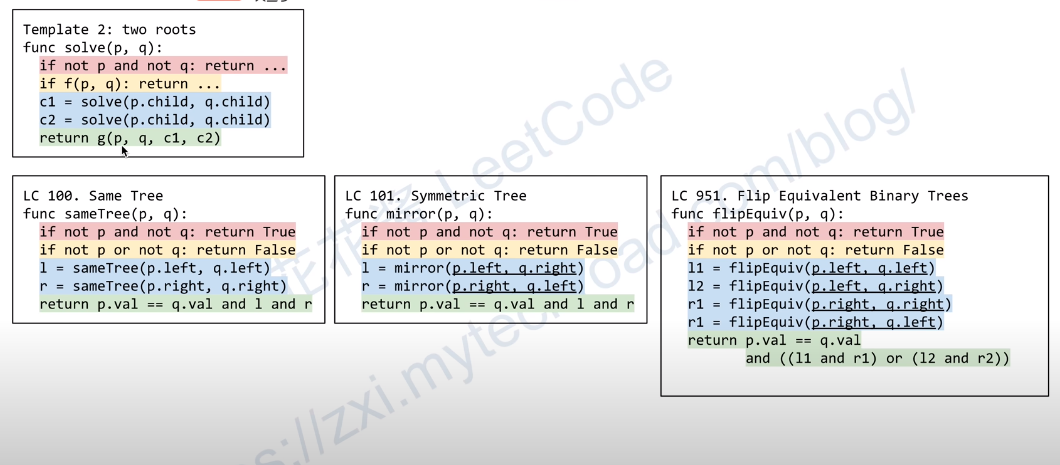 Template 2: two roots
func solve(p, q):
if not p and not q: return ...
if f(p, q): return ...
c1 = solve(p.child, q.child)
c2 = solve(p.child, q.child)
return g(p, q, c1, c2)
LC 100. Same Tree
func sameTree(p, q):
if not p and not q: return True
if not p or not q: return False
l = sameTree(p.left, q.left)
r = sameTree(p.right, q.right)
return p.val == q.val and l and r
LC 101. Symmetric Tree
func mirror(p, q):
if not p and not q: return True
if not p or not q: return False
l = mirror(p.left, q.right)
r = mirror(p.right, q.left)
return p.val == q.val and l and r
LC 951. Flip Equivalent Binary Trees
func flipEquiv(p, q):
if not p and not q: return True
if not p or not q: return False
l1 = flipEquiv(p.left, q.left)
l2 = flipEquiv(p.left, q.right)
r1 = flipEquiv(p.right, q.right)
r1 = flipEquiv(p.right, q.left)
return p.val == q.val
and ((l1 and r1) or (l2 and r2))
花花酱 LeetCode
s://zxi.mytechroad.com/blog/